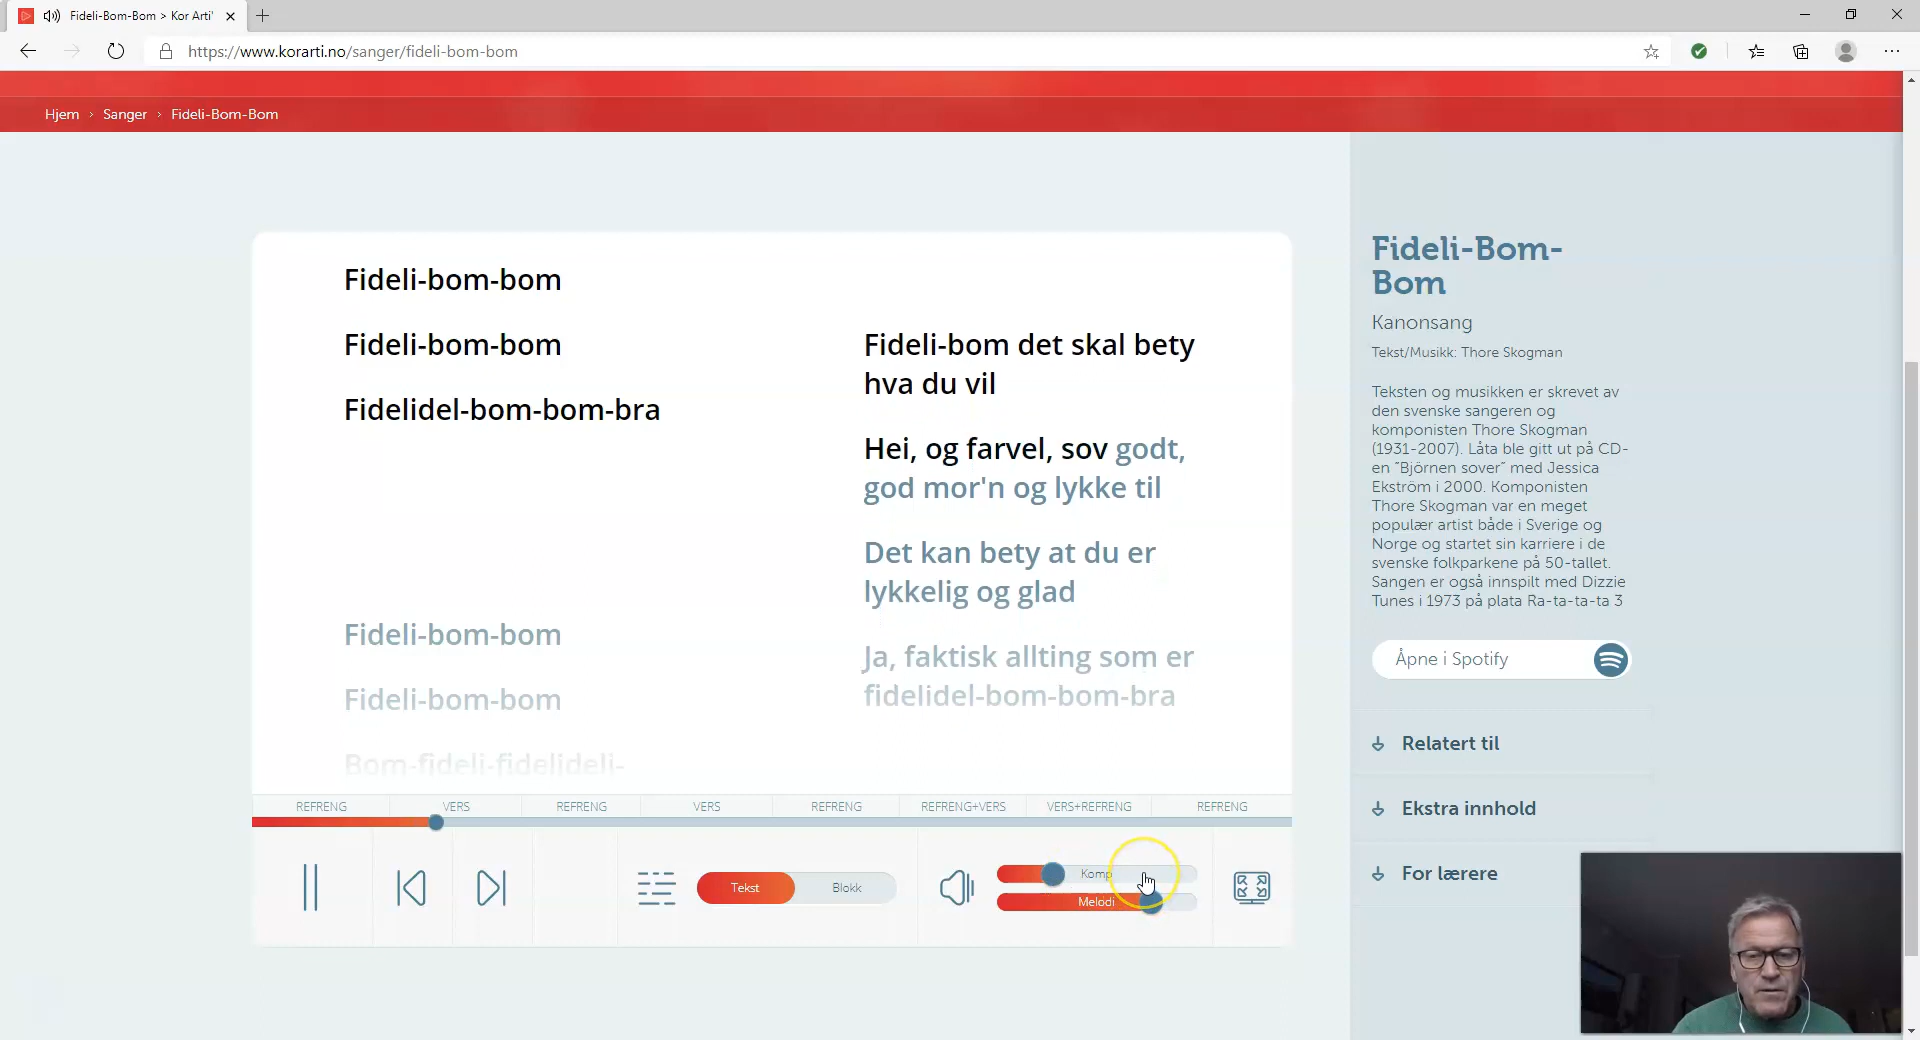 Fideli-Bom-Bom > Kor Arti'
https://www.korarti.no/sanger/fideli-bom-bom
Hjem > Sanger > Fideli-Bom-Bom
Fideli-bom-bom
Fideli-bom-bom
Fidelidel-bom-bom-bra
Fideli-bom-bom
Fideli-bom-bom
Bom-fideli-fidelideli-
Fideli-bom det skal bety
hva du vil
Hei, og farvel, sov godt,
god mor'n og lykke til
Det kan bety at du er
lykkelig og glad
Ja, faktisk allting som er
fidelidel-bom-bom-bra
REFRENG VERS REFRENG VERS REFRENG REFRENG+VERS VERS+REFRENG REFRENG
Tekst Blokk
Komp
Melodi
Fideli-Bom-
Bom
Kanonsang
Tekst/Musikk: Thore Skogman
Teksten og musikken er skrevet av
den svenske sangeren og
komponisten Thore Skogman
(1931-2007). Låta ble gitt ut på CD-
en "Björnen sover" med Jessica
Ekström i 2000. Komponisten
Thore Skogman var en meget
populær artist både i Sverige og
Norge og startet sin karriere i de
svenske folkparkene på 50-tallet.
Sangen er også innspilt med Dizzie
Tunes i 1973 på plata Ra-ta-ta-ta 3
Åpne i Spotify
Relatert til
Ekstra innhold
For lærere